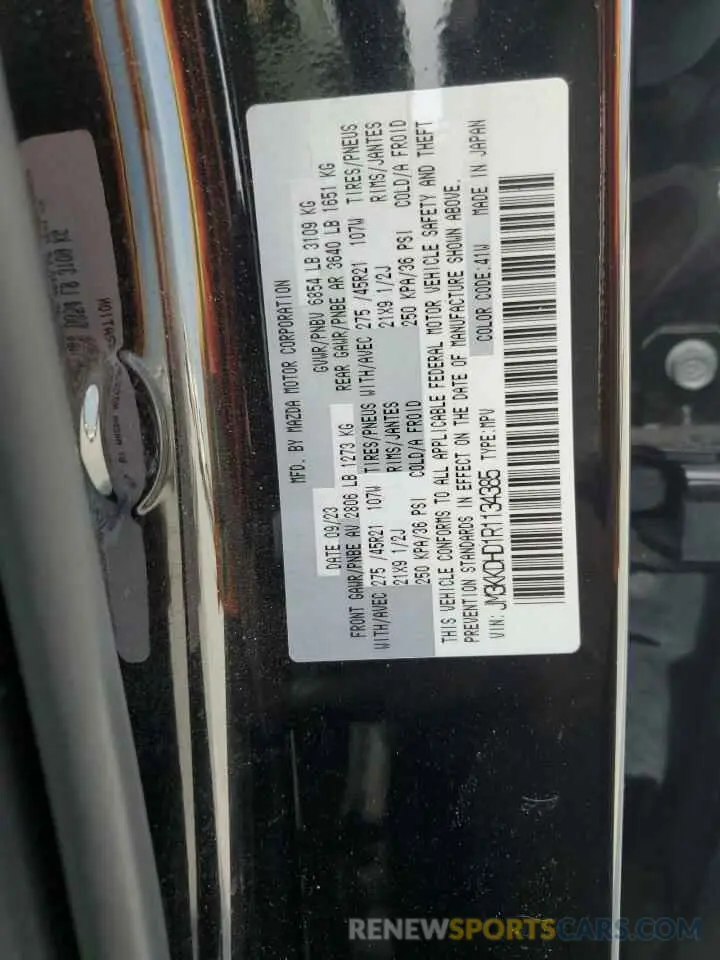 MFD. BY MAZDA MOTOR CORPORATION
DATE 09/23 GVWR/PNBV 6854 LB 3109 KG
FRONT GAWR/PNBE AV 2806 LB 1273 KG REAR GAWR/PNBE AR 3640 LB 1651 KG
WITH/AVEC 275 /45R21 107W TIRES/PNEUS WITH/AVEC 275 /45R21 107W TIRES/PNEUS
21X9 1/2J RIMS/JANTES 21X9 1/2J RIMS/JANTES
250 KPA/36 PSI COLD/A FROID 250 KPA/36 PSI COLD/A FROID
THIS VEHICLE CONFORMS TO ALL APPLICABLE FEDERAL MOTOR VEHICLE SAFETY AND THEFT
PREVENTION STANDARDS IN EFFECT ON THE DATE OF MANUFACTURE SHOWN ABOVE.
VIN: JM3KKDHD1R1134385 TYPE:MPV COLOR CODE:41W MADE IN JAPAN
RENEWSPORTSCARS.COM